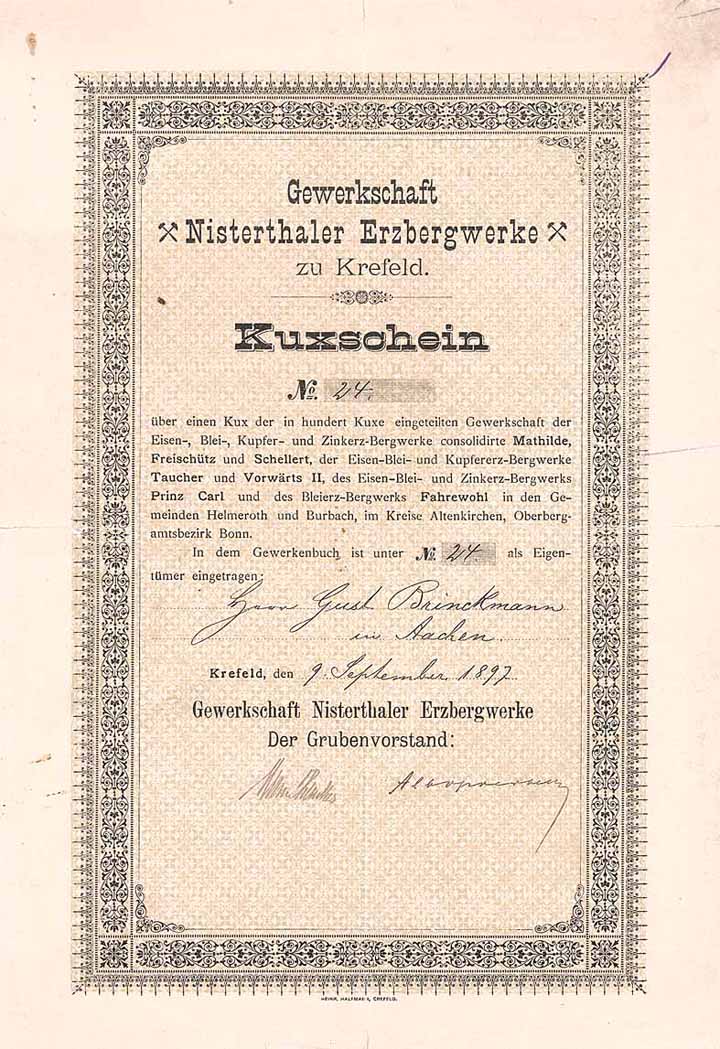 Gewerkschaft
Nisterthaler Erzbergwerke
zu Krefeld.
Kuxschein
No. 24.
über einen Kux der in hundert Kuxe eingeteilten Gewerkschaft der
Eisen-, Blei-, Kupfer- und Zinkerz-Bergwerke consolidirte Mathilde,
Freischütz und Schellert, der Eisen-Blei- und Kupfererz-Bergwerke
Taucher und Vorwärts II, des Eisen-Blei- und Zinkerz-Bergwerks
Prinz Carl und des Bleierz-Bergwerks Fahrewohl in den Ge-
meinden Helmeroth und Burbach, im Kreise Altenkirchen, Oberberg-
amtsbezirk Bonn.
In dem Gewerkenbuch ist unter No. 24 als Eigen-
tümer eingetragen:
Herr Gust. Brinckmann
in Aachen.
Krefeld, den 9. September 1897.
Gewerkschaft Nisterthaler Erzbergwerke
Der Grubenvorstand:
HEINR. CREFELD.